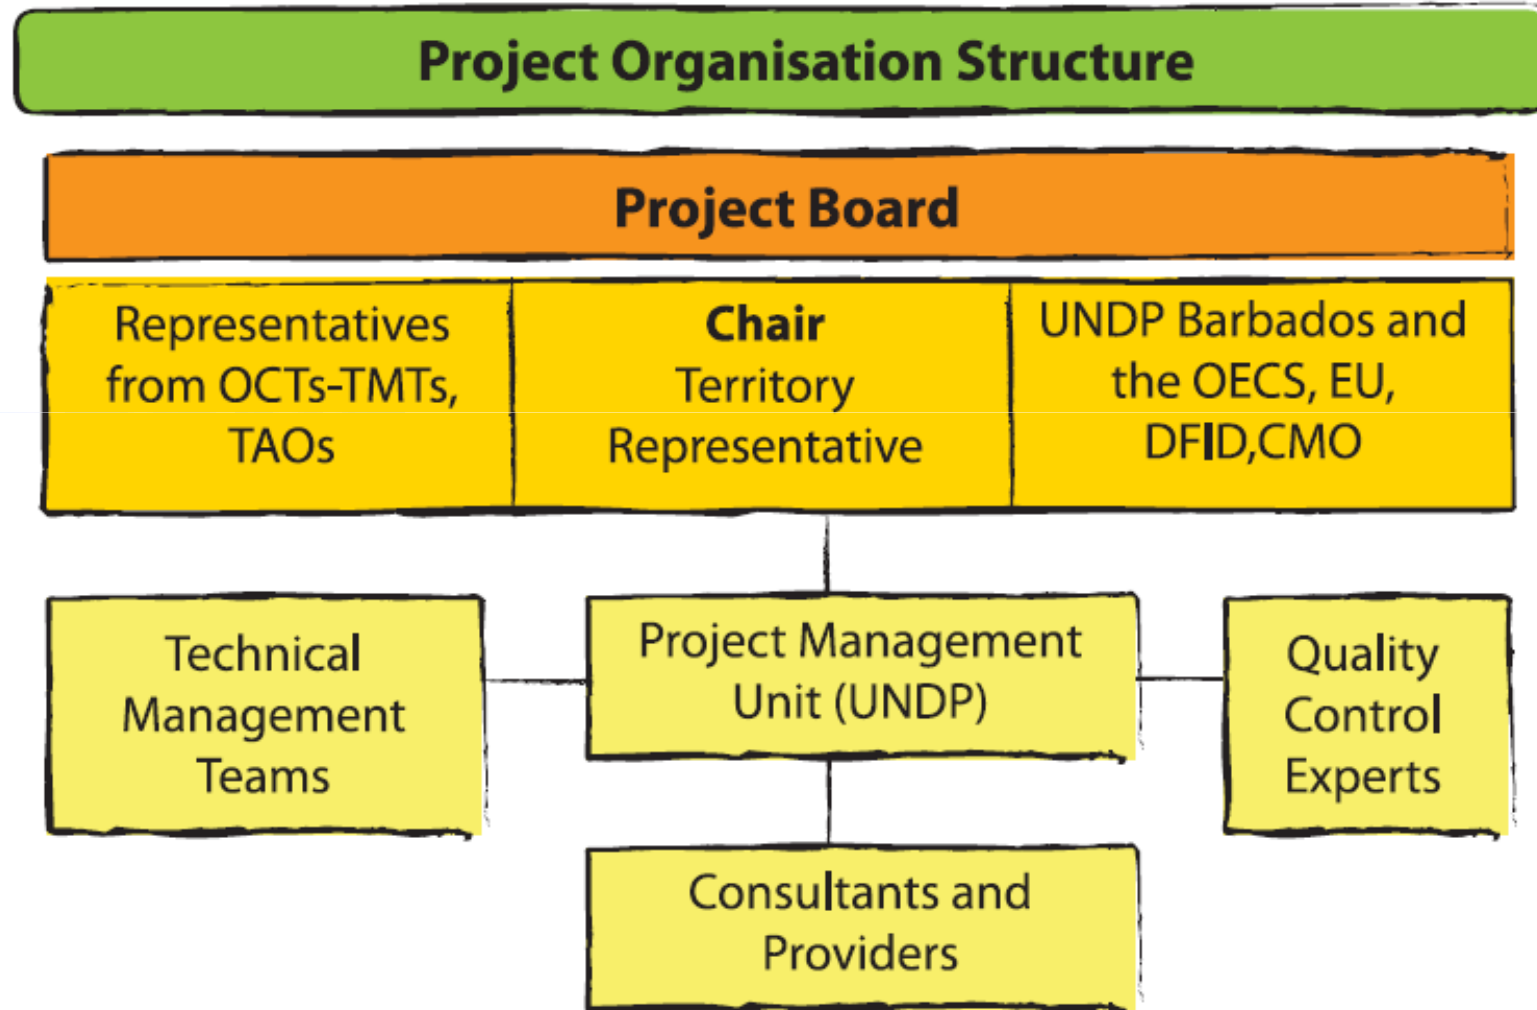 Project Organisation Structure
Project Board
Representatives
from OCTs-TMTs,
TAOs
Chair
Territory
Representative
UNDP Barbados and
the OECS, EU,
DFID,CMO
Technical
Management
Teams
Project Management
Unit (UNDP)
Quality
Control
Experts
Consultants and
Providers